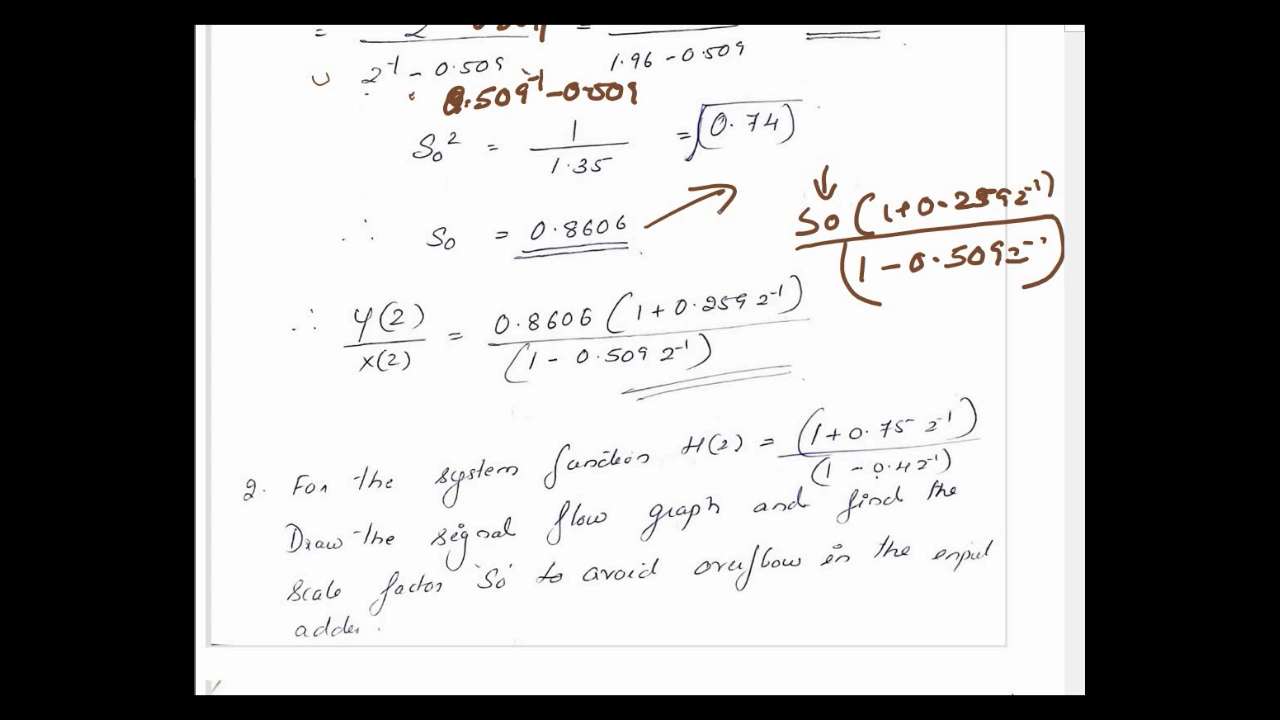 =
2⁻¹ - 0.509 1.96 - 0.509
0.509⁻¹ - 0.509
S₀² = 1 / 1.35 = √0.74
∴ S₀ = 0.8606
S₀ (1 + 0.259 z⁻¹) / (1 - 0.509 z⁻¹)
∴ Y(z) / X(z) = 0.8606 (1 + 0.259 z⁻¹) / (1 - 0.509 z⁻¹)
2. For the system function H(z) = (1 + 0.75 z⁻¹) / (1 - 0.4 z⁻¹)
Draw the signal flow graph and find the
scale factor 'S₀' to avoid overflow in the input
adder.